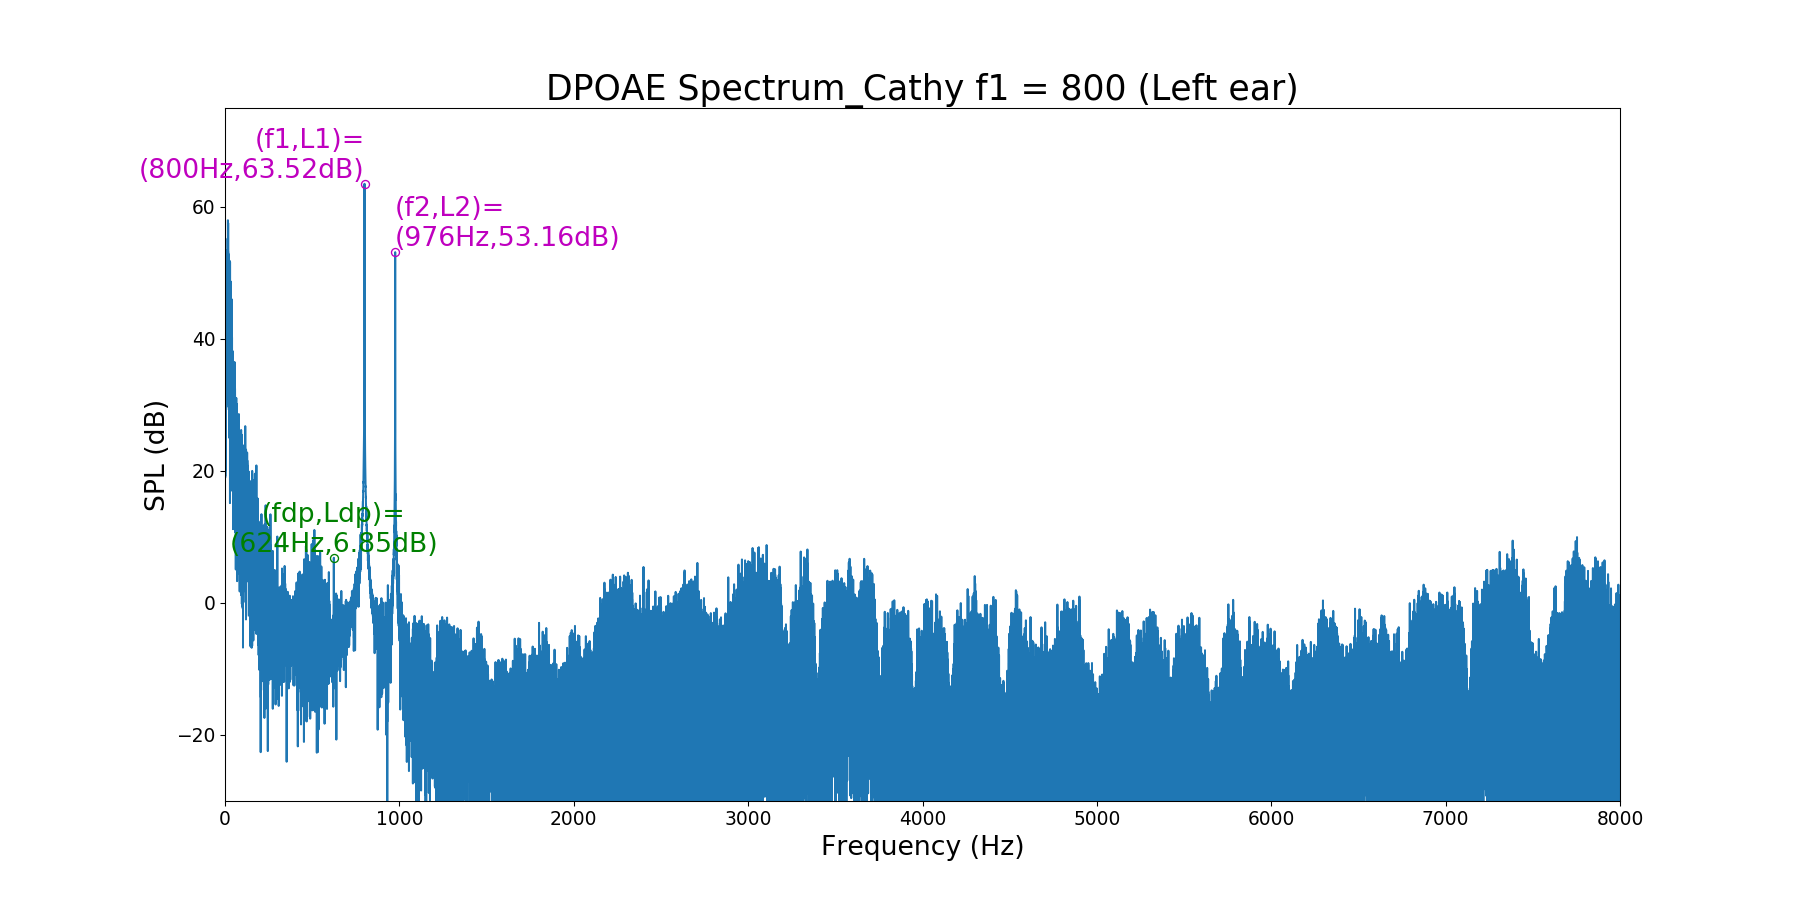 DPOAE Spectrum_Cathy f1 = 800 (Left ear)
(f1,L1)=
(800Hz,63.52dB)
(f2,L2)=
(976Hz,53.16dB)
(fdp,Ldp)=
(624Hz,6.85dB)
SPL (dB)
60
40
20
0
−20
0 1000 2000 3000 4000 5000 6000 7000 8000
Frequency (Hz)